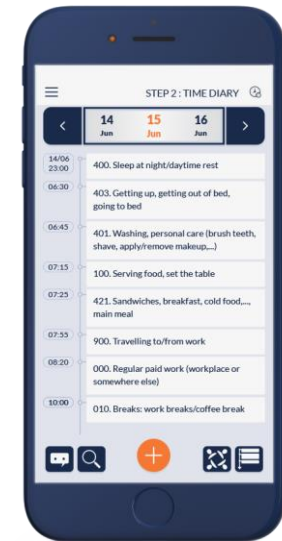 STEP 2 : TIME DIARY
14 15 16
Jun Jun Jun
14/06
23:00
400. Sleep at night/daytime rest
06:30
403. Getting up, getting out of bed,
going to bed
06:45
401. Washing, personal care (brush teeth,
shave, apply/remove makeup,...)
07:15
100. Serving food, set the table
07:25
421. Sandwiches, breakfast, cold food,...,
main meal
07:55
900. Travelling to/from work
08:20
000. Regular paid work (workplace or
somewhere else)
10:00
010. Breaks: work breaks/coffee break